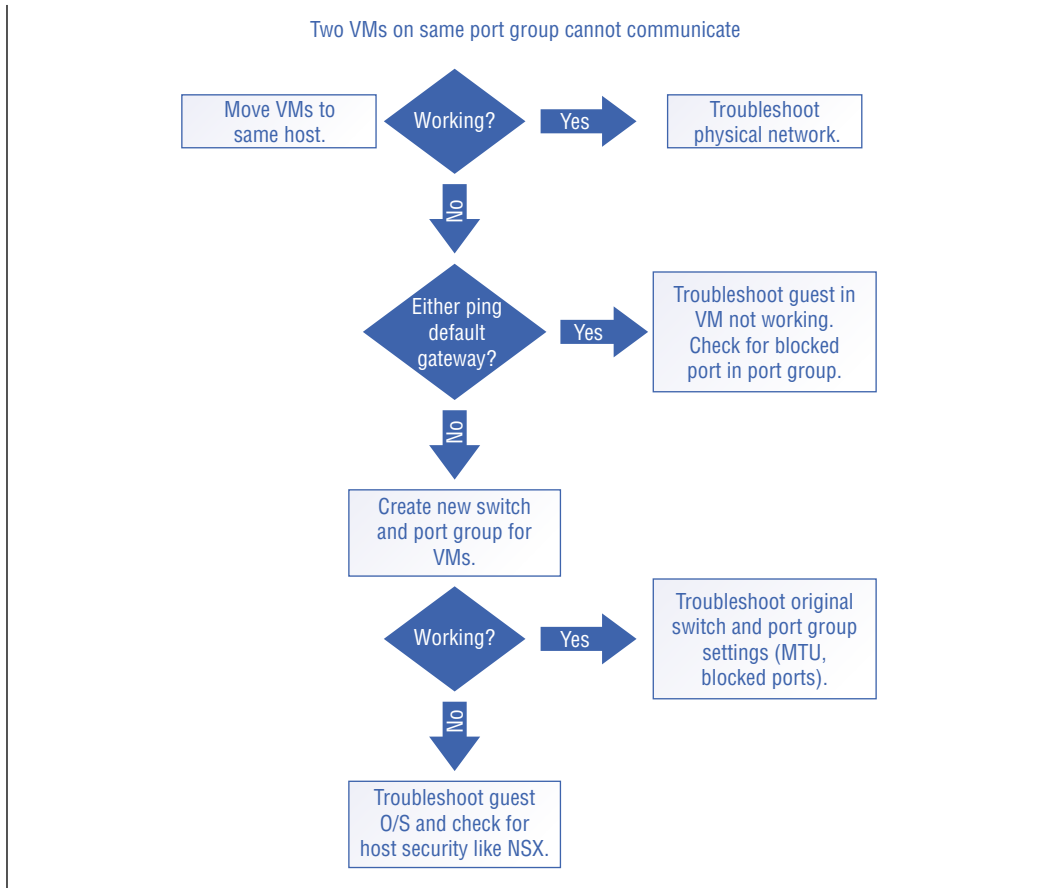 Two VMs on same port group cannot communicate
Move VMs to
same host.
Working?
Yes
Troubleshoot
physical network.
No
Either ping
default
gateway?
Yes
Troubleshoot guest in
VM not working.
Check for blocked
port in port group.
No
Create new switch
and port group for
VMs.
Working?
Yes
Troubleshoot original
switch and port group
settings (MTU,
blocked ports).
No
Troubleshoot guest
O/S and check for
host security like NSX.